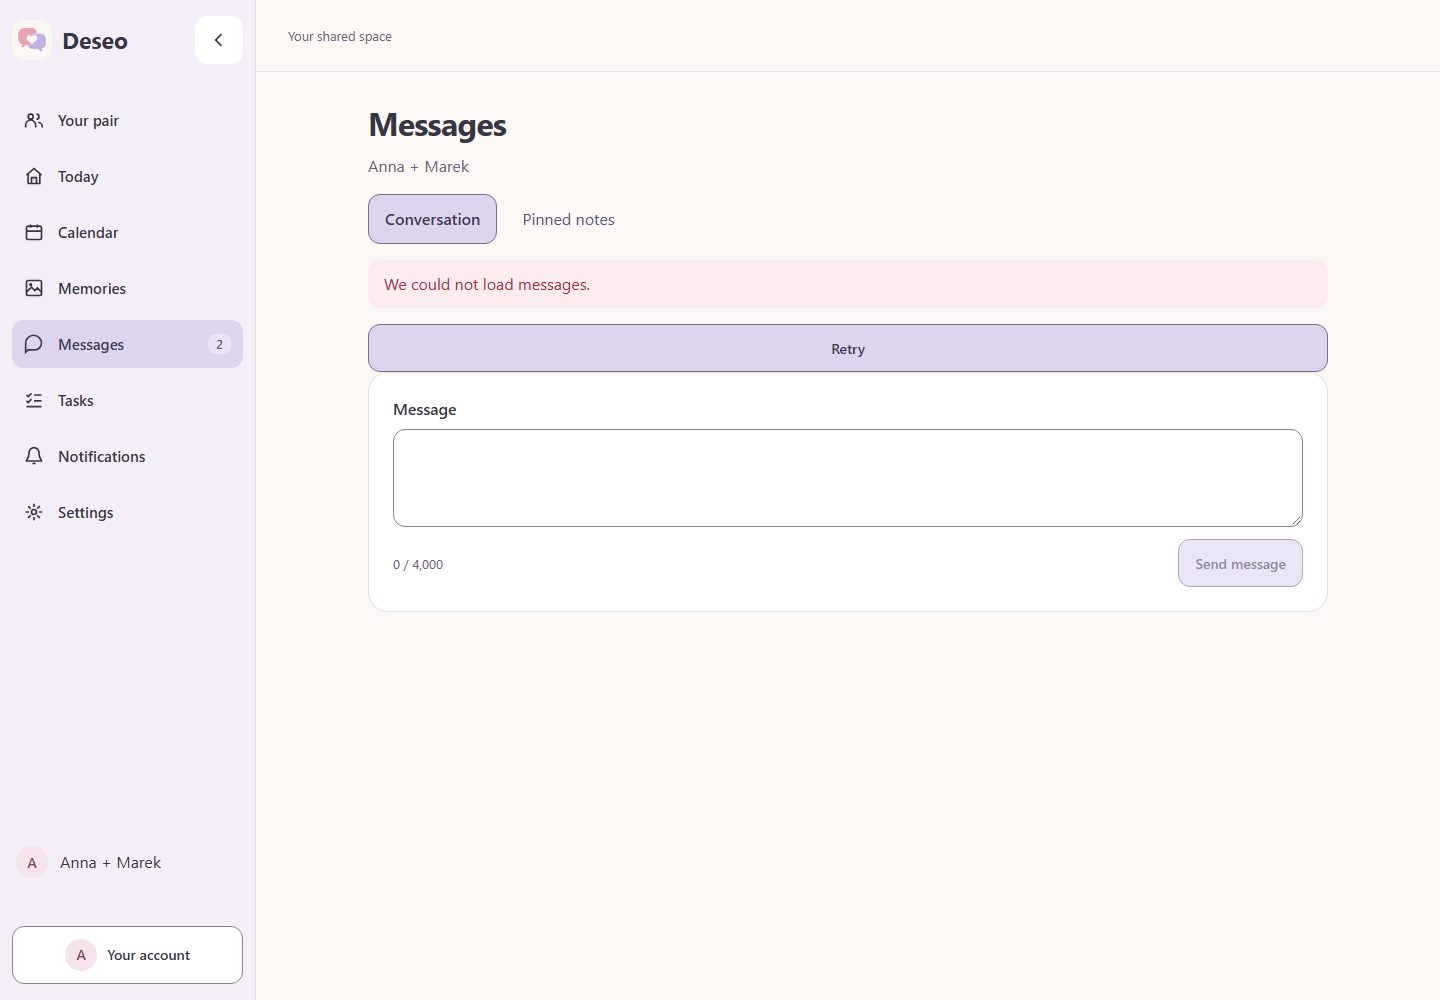 Deseo
Your pair
Today
Calendar
Memories
Messages 2
Tasks
Notifications
Settings
A Anna + Marek
A Your account
Your shared space
Messages
Anna + Marek
Conversation Pinned notes
We could not load messages.
Retry
Message
0 / 4,000 Send message